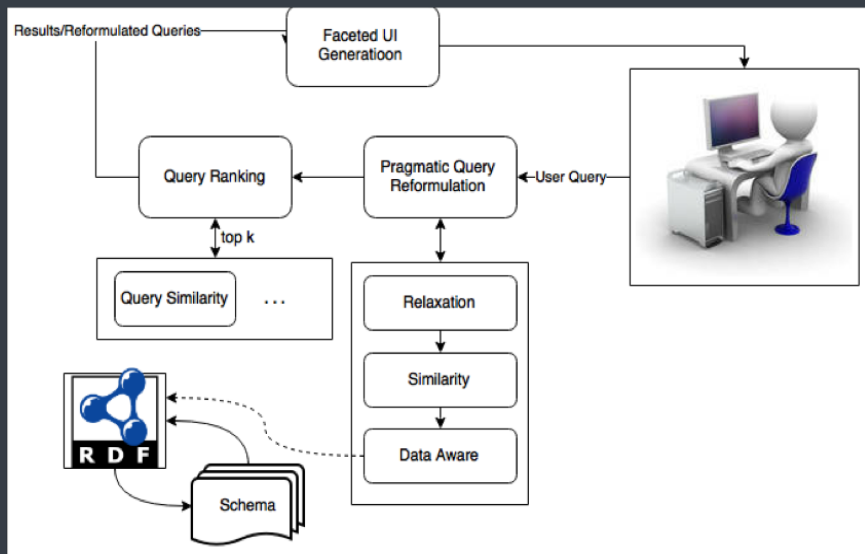 Results/Reformulated Queries
Faceted UI
Generatioon
Query Ranking
Pragmatic Query
Reformulation
User Query
top k
Query Similarity
...
Relaxation
Similarity
Data Aware
RDF
Schema